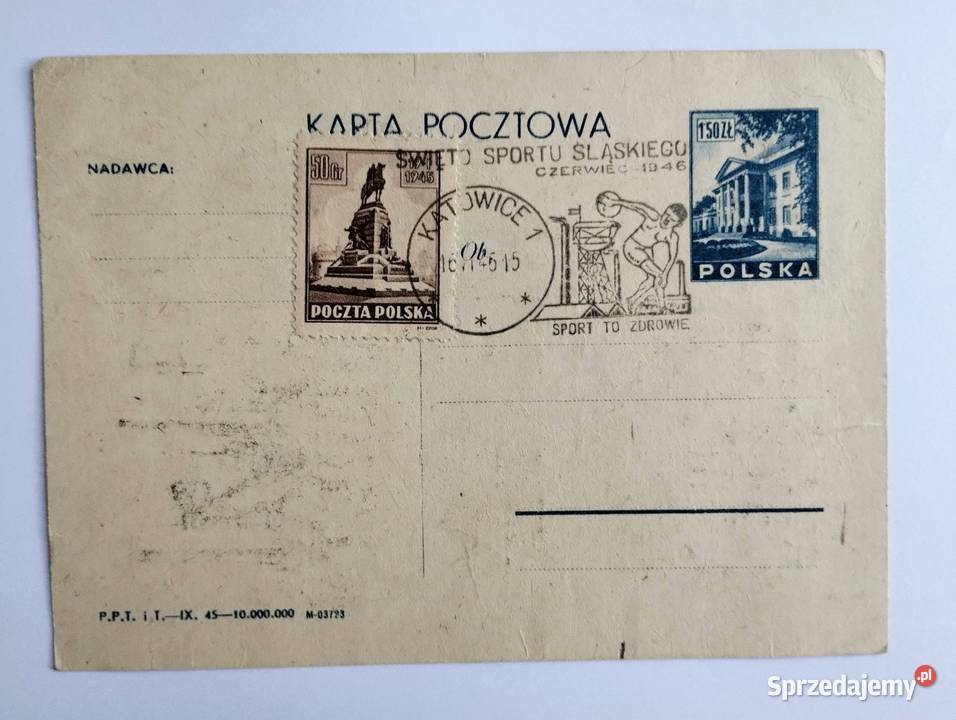 KARTA POCZTOWA
NADAWCA:
1·50 ZŁ
POLSKA
50 Gr
1945
POCZTA POLSKA
ŚWIĘTO SPORTU ŚLĄSKIEGO
CZERWIEC 1946
KATOWICE 1
Ob.
* *
SPORT TO ZDROWIE
P.P.T. i T.—IX. 45—10.000.000 M-03723
Sprzedajemy.pl